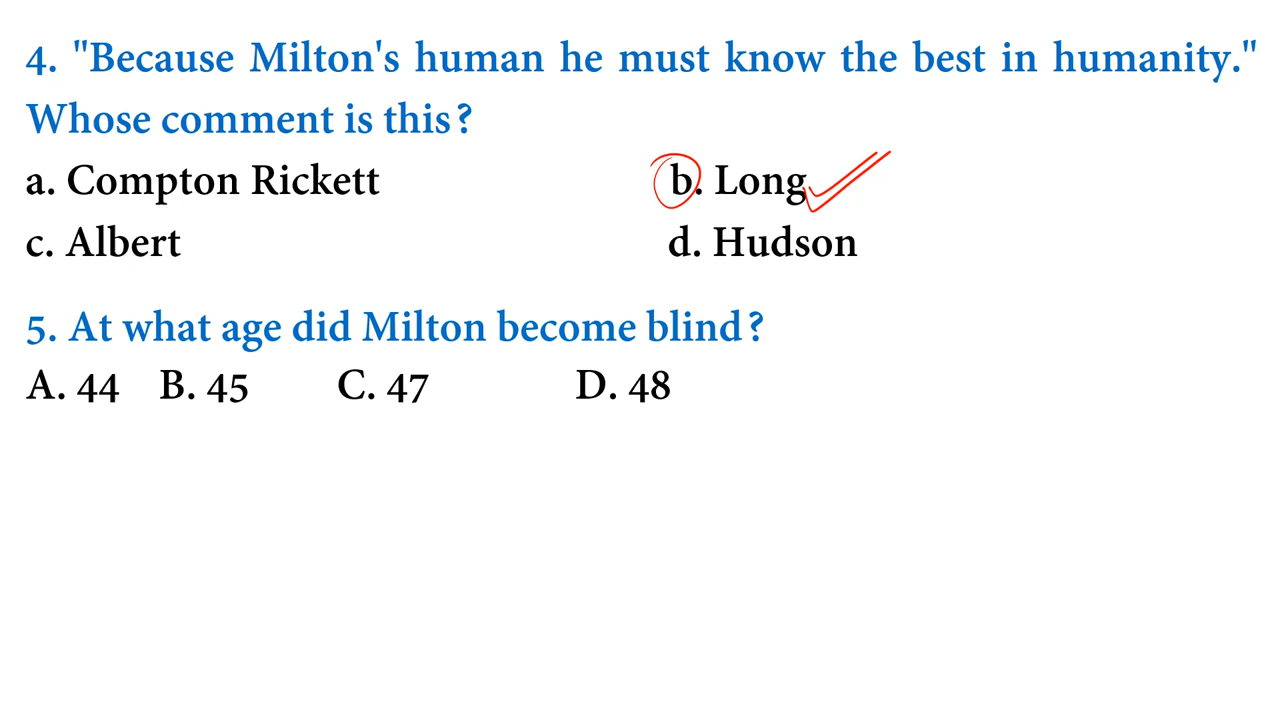 4. "Because Milton's human he must know the best in humanity."
Whose comment is this?
a. Compton Rickett b. Long
c. Albert d. Hudson
5. At what age did Milton become blind?
A. 44 B. 45 C. 47 D. 48